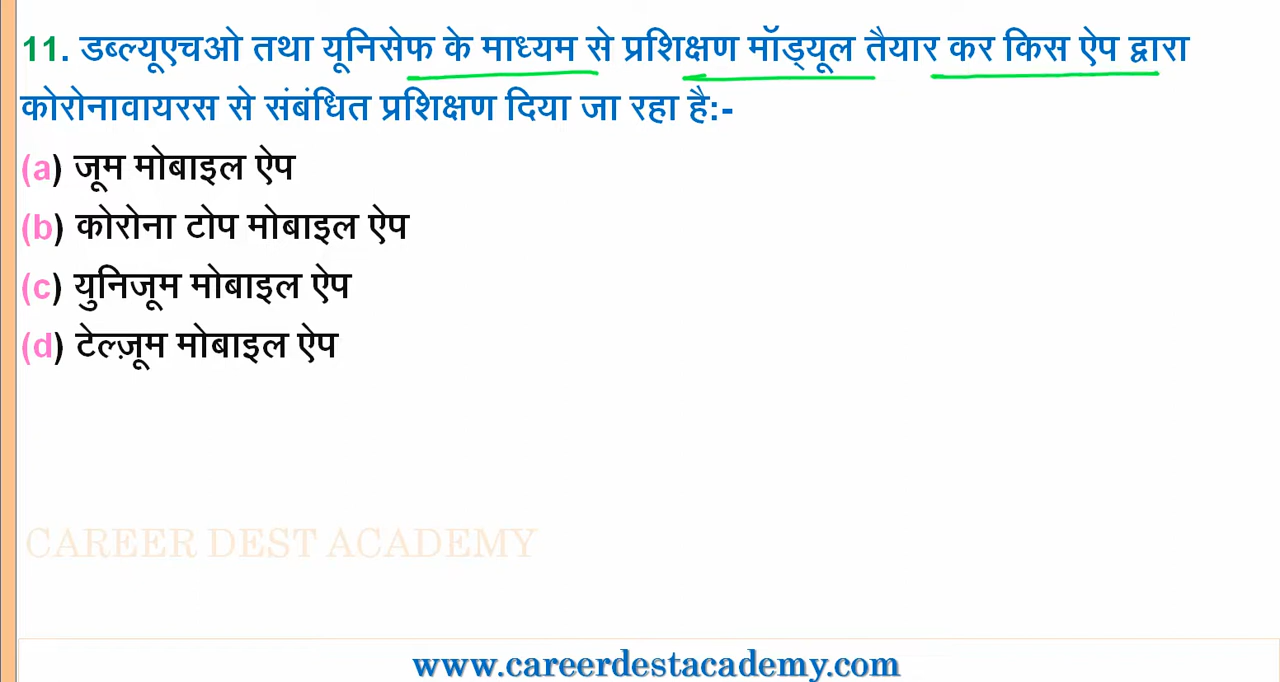 11. डब्ल्यूएचओ तथा यूनिसेफ के माध्यम से प्रशिक्षण मॉड्यूल तैयार कर किस ऐप द्वारा
कोरोनावायरस से संबंधित प्रशिक्षण दिया जा रहा है:-
(a) जूम मोबाइल ऐप
(b) कोरोना टोप मोबाइल ऐप
(c) युनिजूम मोबाइल ऐप
(d) टेल्ज़ूम मोबाइल ऐप
CAREER DEST ACADEMY
www.careerdestacademy.com